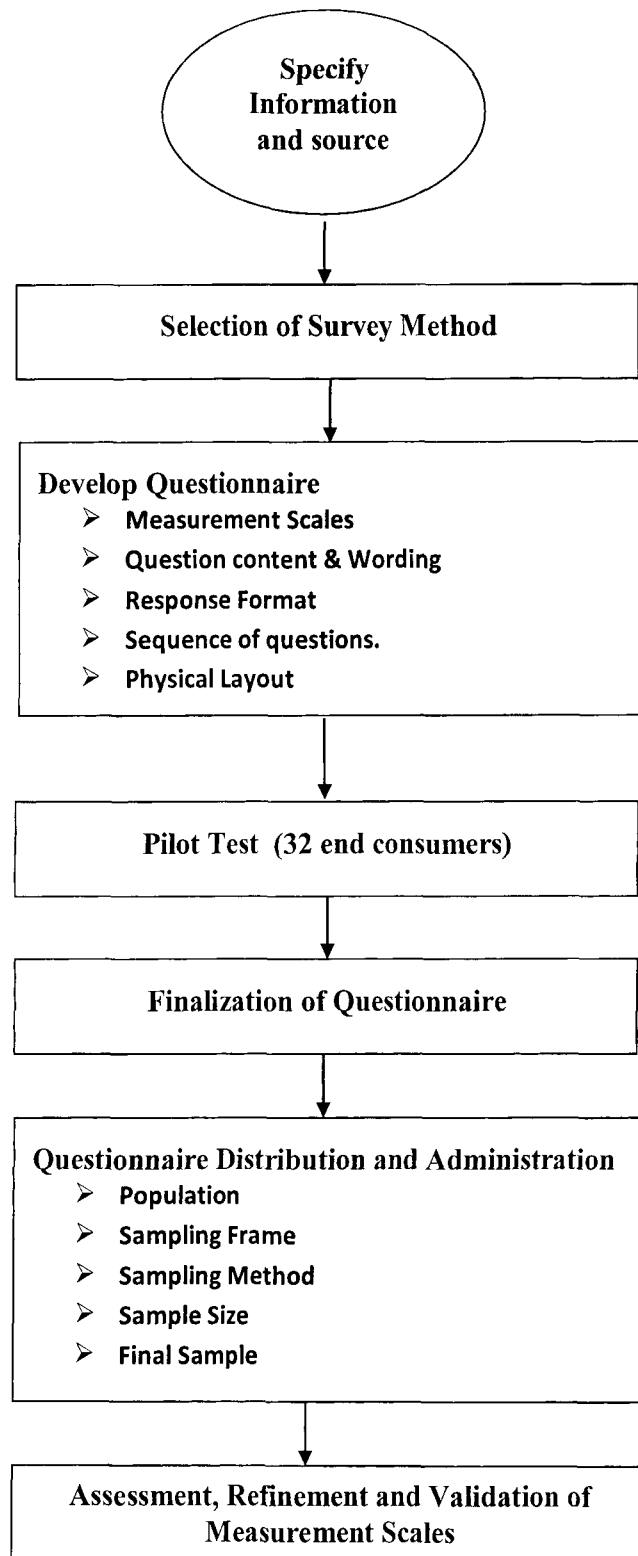 Specify
Information
and source
Selection of Survey Method
Develop Questionnaire
➢ Measurement Scales
➢ Question content & Wording
➢ Response Format
➢ Sequence of questions.
➢ Physical Layout
Pilot Test (32 end consumers)
Finalization of Questionnaire
Questionnaire Distribution and Administration
➢ Population
➢ Sampling Frame
➢ Sampling Method
➢ Sample Size
➢ Final Sample
Assessment, Refinement and Validation of
Measurement Scales